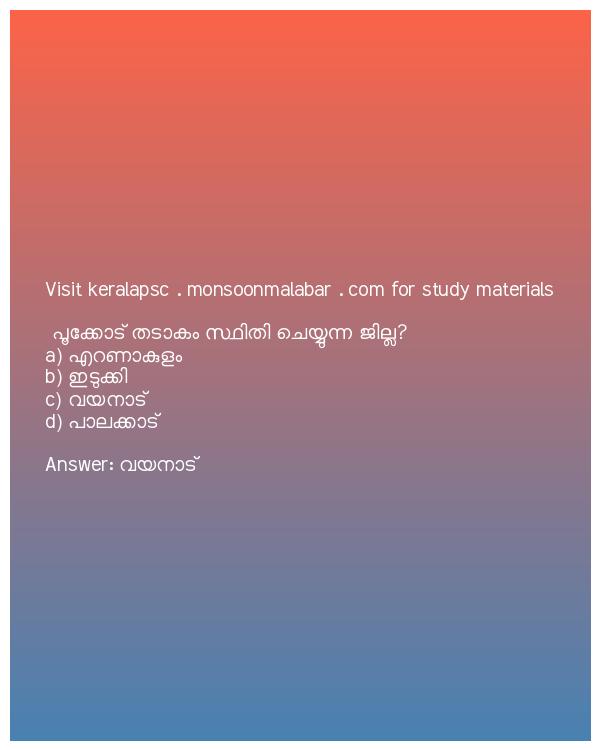 Visit keralapsc . monsoonmalabar . com for study materials
പൂക്കോട് തടാകം സ്ഥിതി ചെയ്യുന്ന ജില്ല?
a) എറണാകുളം
b) ഇടുക്കി
c) വയനാട്
d) പാലക്കാട്
Answer: വയനാട്